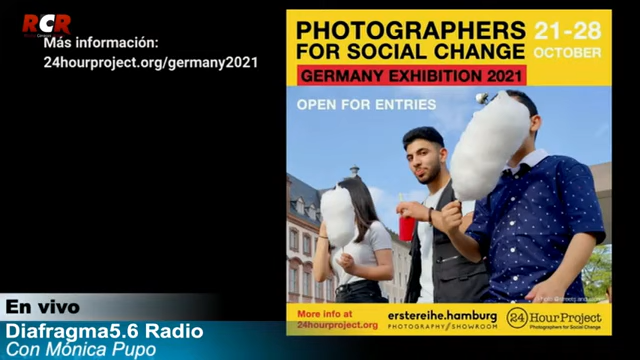 RCR
Más información:
24hourproject.org/germany2021
PHOTOGRAPHERS
FOR SOCIAL CHANGE
21-28
OCTOBER
GERMANY EXHIBITION 2021
OPEN FOR ENTRIES
More info at
24hourproject.org
erstereihe.hamburg
PHOTOGRAPHY/SHOWROOM
24 HourProject
Photographers for Social Change
En vivo
Diafragma5.6 Radio
Con Mónica Pupo